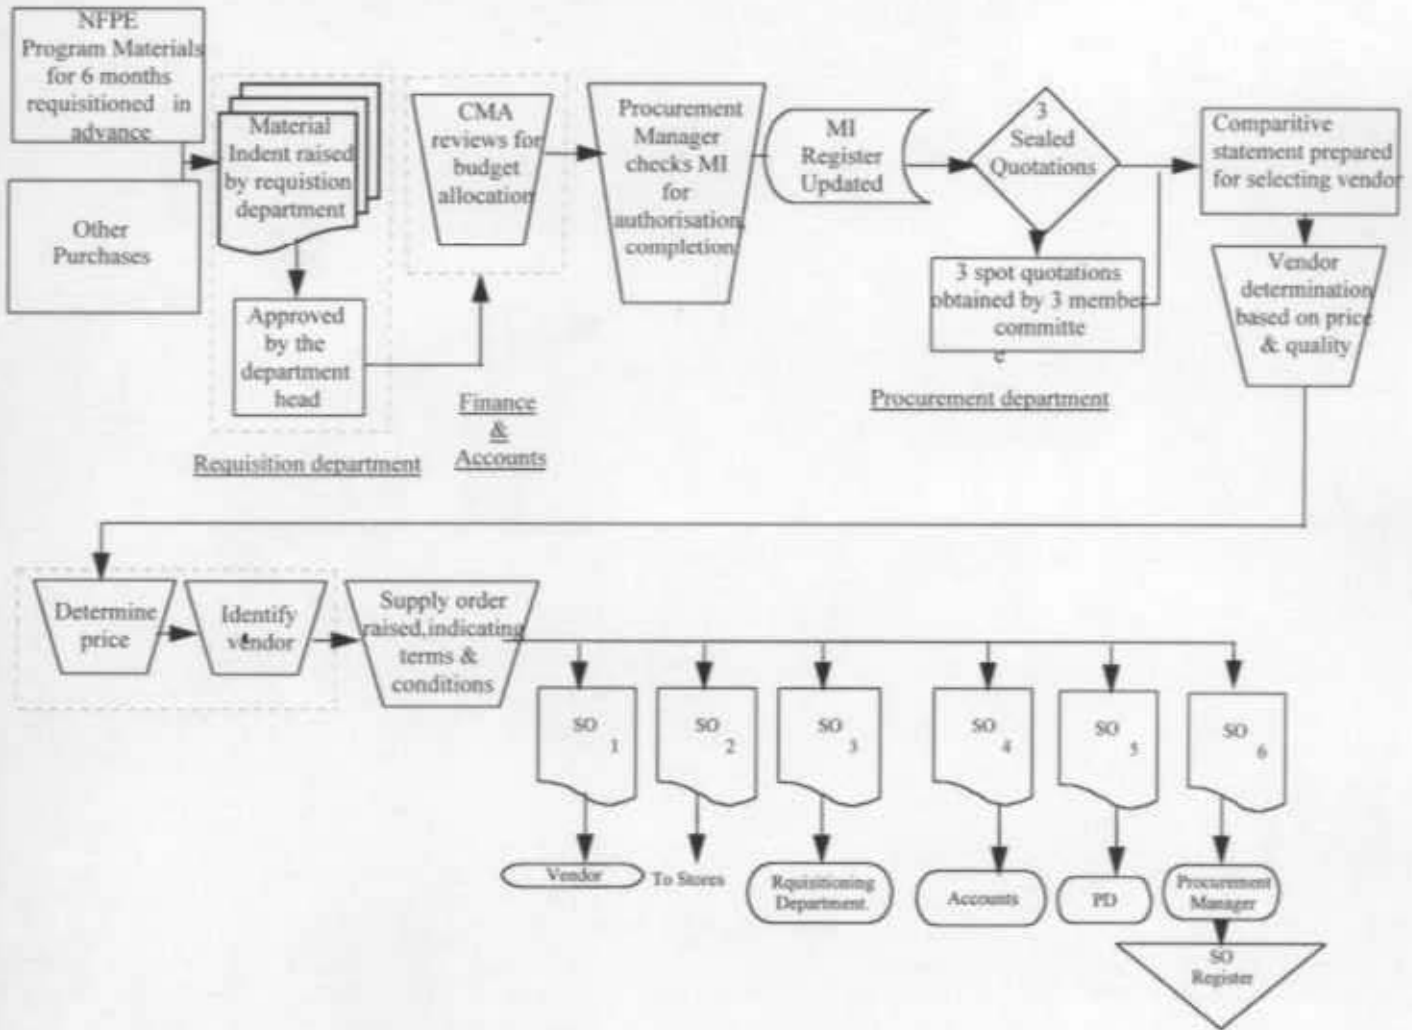 NFPE
Program Materials
for 6 months
requisitioned in
advance
Other
Purchases
Material
Indent raised
by requistion
department
Approved
by the
department
head
Requisition department
CMA
reviews for
budget
allocation
Finance
&
Accounts
Procurement
Manager
checks MI
for
authorisation,
completion
MI
Register
Updated
3
Sealed
Quotations
3 spot quotations
obtained by 3 member
committe
e
Procurement department
Comparitive
statement prepared
for selecting vendor
Vendor
determination
based on price
& quality
Determine
price
Identify
vendor
Supply order
raised,indicating
terms &
conditions
SO
1
SO
2
SO
3
SO
4
SO
5
SO
6
Vendor
To Stores
Rquisitioning
Department.
Accounts
PD
Procurement
Manager
SO
Register